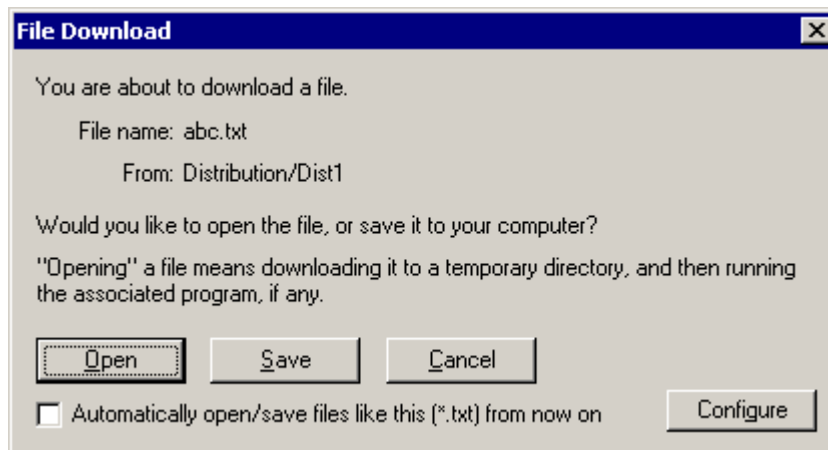 File Download
You are about to download a file.
File name: abc.txt
From: Distribution/Dist1
Would you like to open the file, or save it to your computer?
"Opening" a file means downloading it to a temporary directory, and then running
the associated program, if any.
Open Save Cancel
Automatically open/save files like this (*.txt) from now on Configure